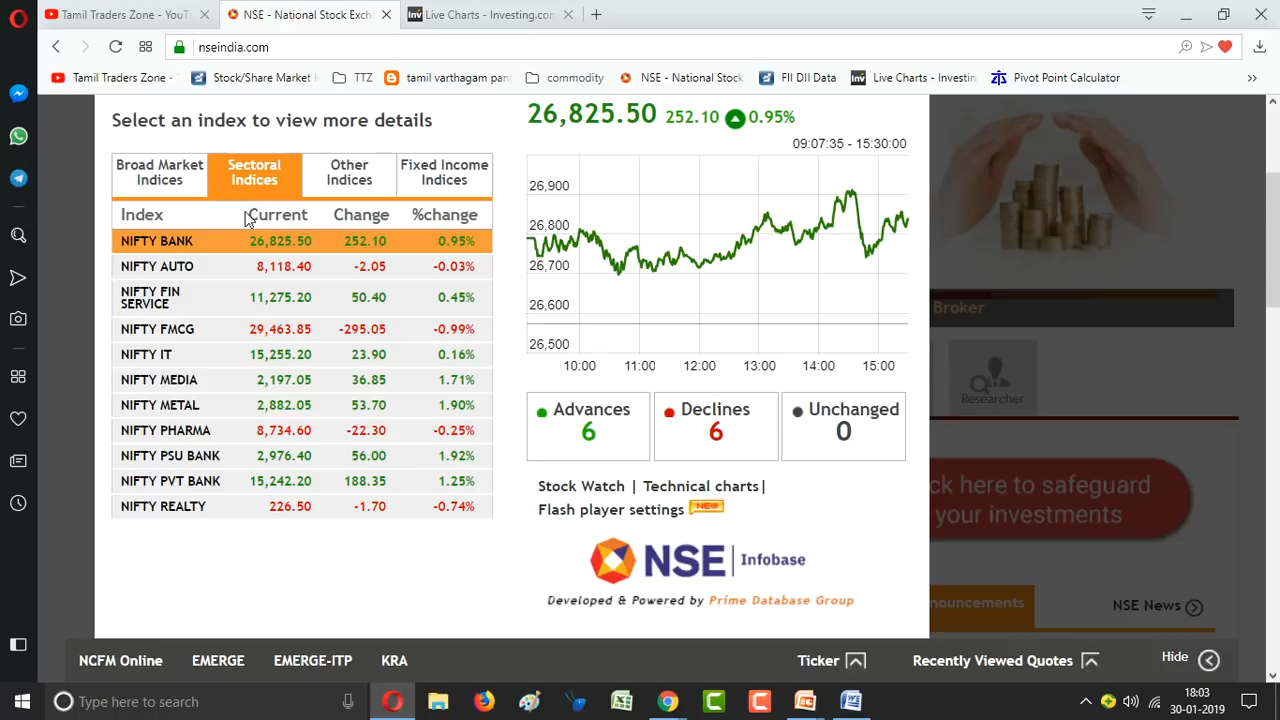 Tamil Traders Zone - YouT
NSE - National Stock Exch
Live Charts - Investing.com
nseindia.com
Tamil Traders Zone -
Stock/Share Market
TTZ
tamil varthagam pan
commodity
NSE - National Stock
FII DII Data
Live Charts - Investin
Pivot Point Calculator
Select an index to view more details
Broad Market Indices
Sectoral Indices
Other Indices
Fixed Income Indices
Index Current Change %change
NIFTY BANK 26,825.50 252.10 0.95%
NIFTY AUTO 8,118.40 -2.05 -0.03%
NIFTY FIN SERVICE 11,275.20 50.40 0.45%
NIFTY FMCG 29,463.85 -295.05 -0.99%
NIFTY IT 15,255.20 23.90 0.16%
NIFTY MEDIA 2,197.05 36.85 1.71%
NIFTY METAL 2,882.05 53.70 1.90%
NIFTY PHARMA 8,734.60 -22.30 -0.25%
NIFTY PSU BANK 2,976.40 56.00 1.92%
NIFTY PVT BANK 15,242.20 188.35 1.25%
NIFTY REALTY 226.50 -1.70 -0.74%
26,825.50 252.10 0.95%
09:07:35 - 15:30:00
26,900
26,800
26,700
26,600
26,500
10:00 11:00 12:00 13:00 14:00 15:00
Advances
6
Declines
6
Unchanged
0
Stock Watch | Technical charts|
Flash player settings NEW
NSE | Infobase
Developed & Powered by Prime Database Group
Broker
Researcher
ck here to safeguard
your investments
nouncements
NSE News
NCFM Online EMERGE EMERGE-ITP KRA
Ticker
Recently Viewed Quotes
Hide
Type here to search
18:03
30-01-2019